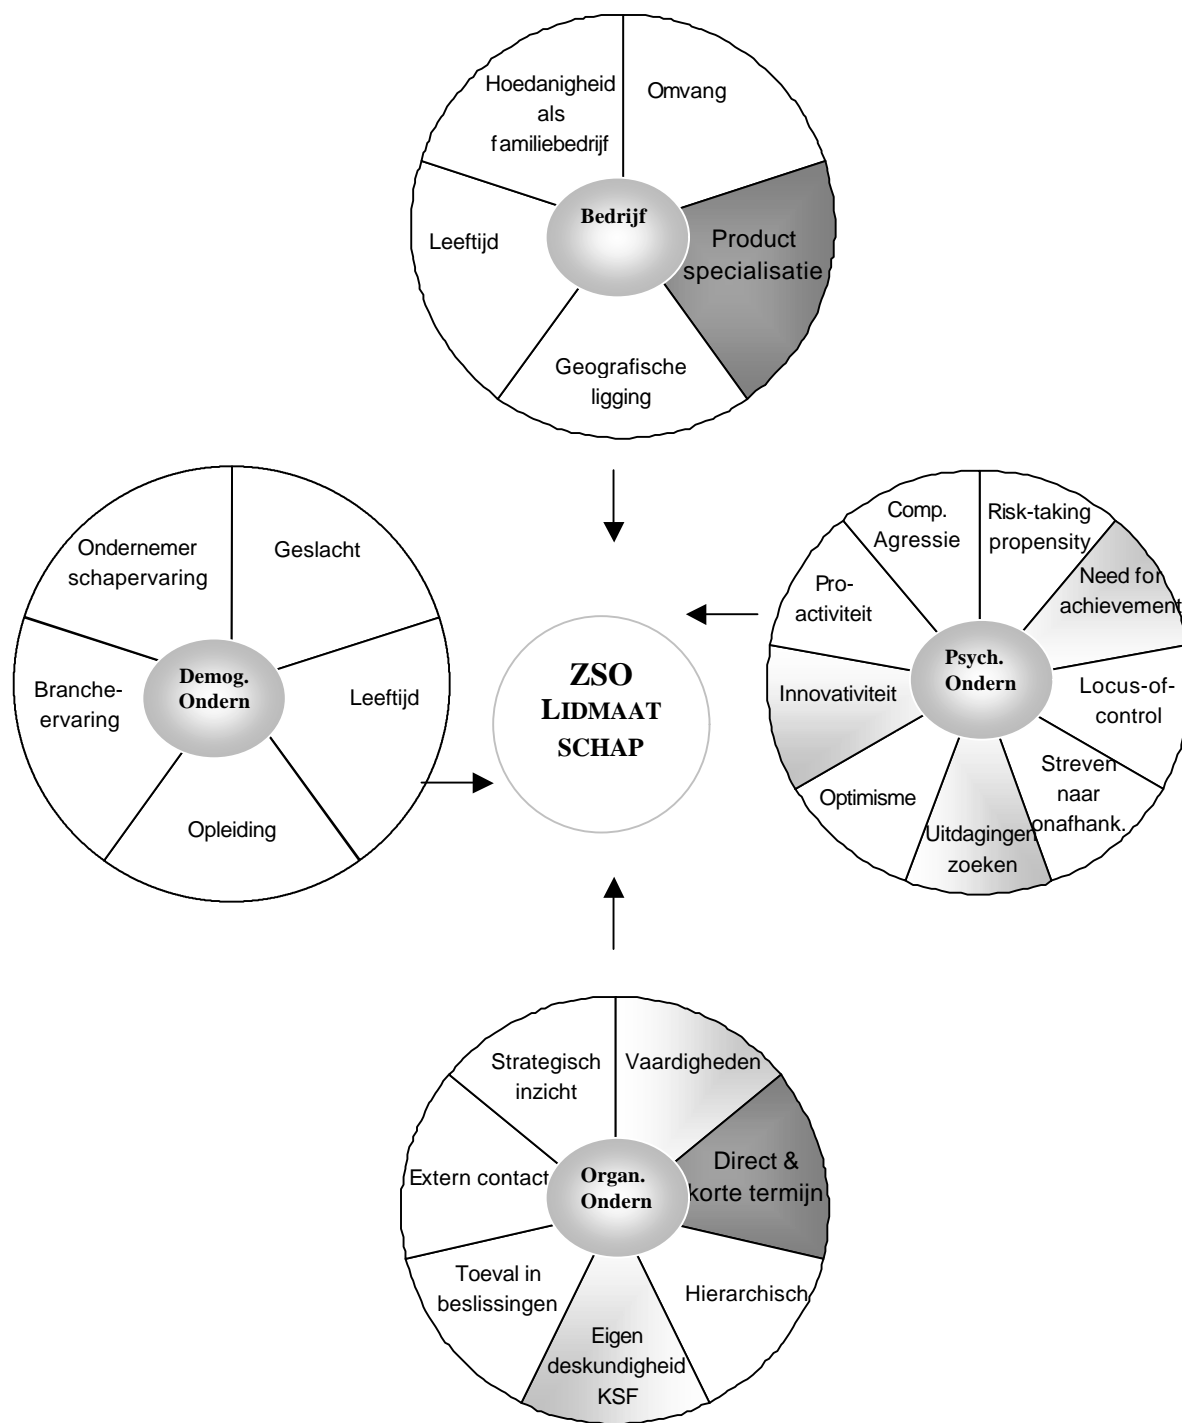 Hoedanigheid
als
familiebedrijf
Omvang
Bedrijf
Leeftijd
Product
specialisatie
Geografische
ligging
Ondernemer
schapervaring
Geslacht
Branche-
ervaring
Demog.
Ondern
Leeftijd
Opleiding
ZSO
LIDMAAT
SCHAP
Comp.
Agressie
Risk-taking
propensity
Pro-
activiteit
Need for
achievement
Innovativiteit
Psych.
Ondern
Locus-of-
control
Optimisme
Uitdagingen
zoeken
Streven
naar
onafhank.
Strategisch
inzicht
Vaardigheden
Extern contact
Organ.
Ondern
Direct &
korte termijn
Toeval in
beslissingen
Hierarchisch
Eigen
deskundigheid
KSF